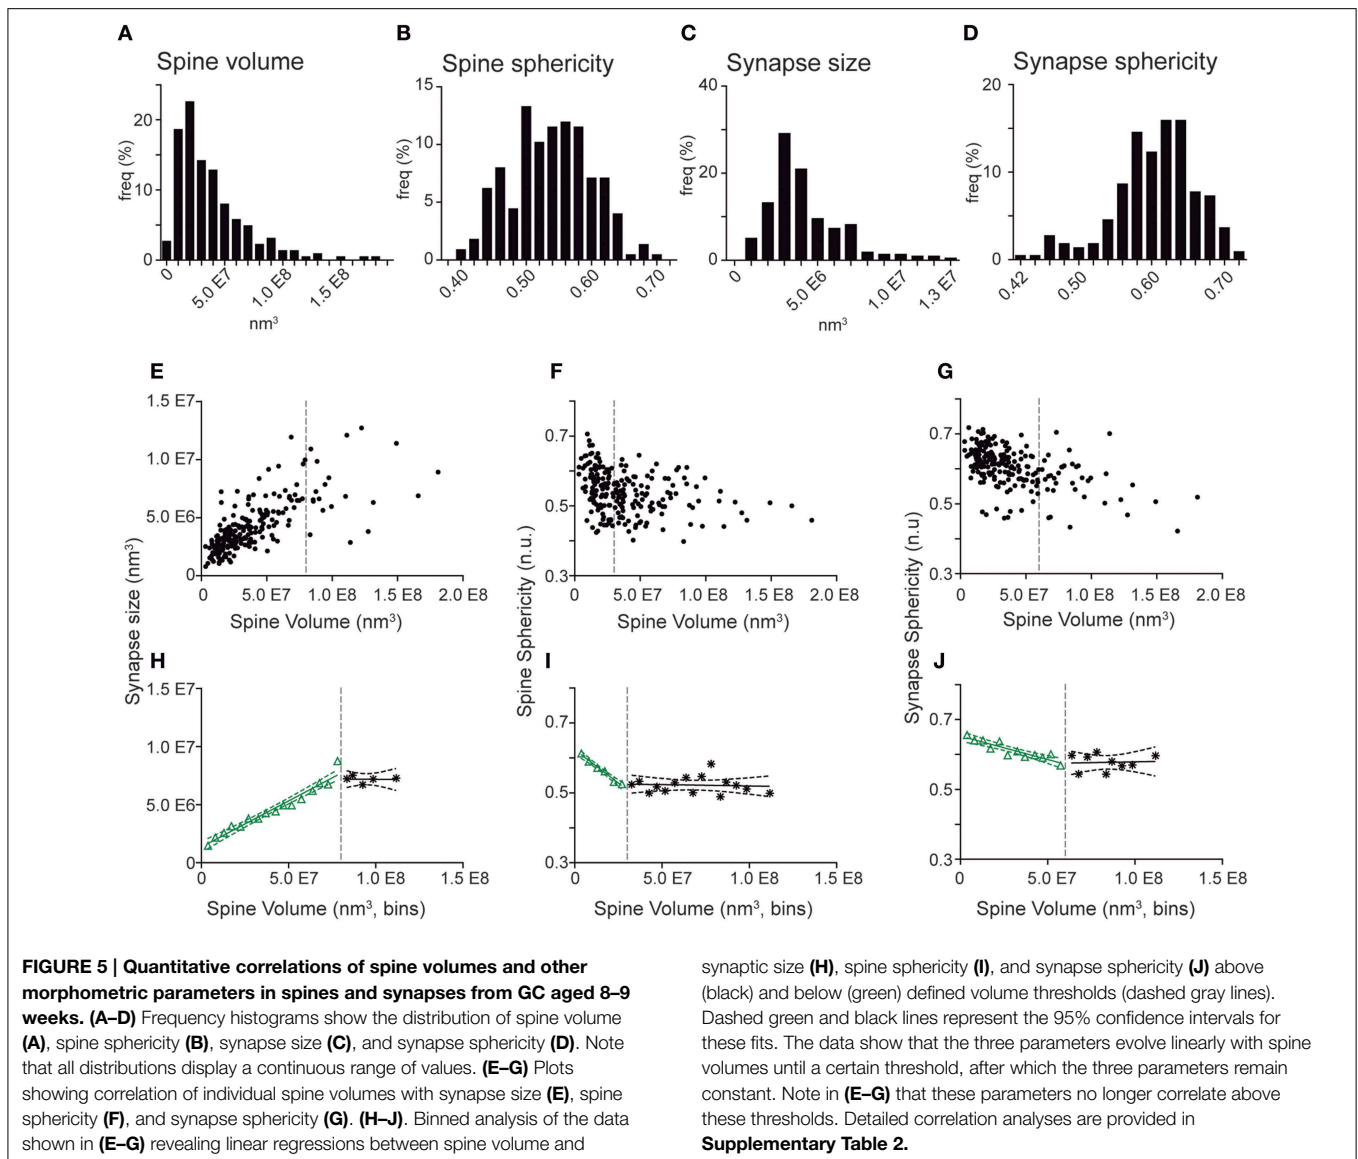 A
B
C
D
Spine volume
Spine sphericity
Synapse size
Synapse sphericity
freq (%)
20
10
0
0
5.0 E7
1.0 E8
1.5 E8
nm³
freq (%)
15
10
5
0
0.40
0.50
0.60
0.70
freq (%)
40
20
0
0
5.0 E6
1.0 E7
1.3 E7
nm³
freq (%)
20
10
0
0.42
0.50
0.60
0.70
E
F
G
Synapse size (nm³)
1.5 E7
1.0 E7
5.0 E6
0
0 5.0 E7 1.0 E8 1.5 E8 2.0 E8
Spine Volume (nm³)
Spine Sphericity (n.u.)
0.7
0.5
0.3
0 5.0 E7 1.0 E8 1.5 E8 2.0 E8
Spine Volume (nm³)
Synapse Sphericity (n.u)
0.7
0.5
0.3
0 5.0 E7 1.0 E8 1.5 E8 2.0 E8
Spine Volume (nm³)
H
I
J
1.5 E7
1.0 E7
5.0 E6
0
0 5.0 E7 1.0 E8 1.5 E8
Spine Volume (nm³, bins)
0.7
0.5
0.3
0 5.0 E7 1.0 E8 1.5 E8
Spine Volume (nm³, bins)
0.7
0.5
0.3
0 5.0 E7 1.0 E8 1.5 E8
Spine Volume (nm³, bins)
FIGURE 5 | Quantitative correlations of spine volumes and other
morphometric parameters in spines and synapses from GC aged 8–9
weeks. (A–D) Frequency histograms show the distribution of spine volume
(A), spine sphericity (B), synapse size (C), and synapse sphericity (D). Note
that all distributions display a continuous range of values. (E–G) Plots
showing correlation of individual spine volumes with synapse size (E), spine
sphericity (F), and synapse sphericity (G). (H–J). Binned analysis of the data
shown in (E–G) revealing linear regressions between spine volume and
synaptic size (H), spine sphericity (I), and synapse sphericity (J) above
(black) and below (green) defined volume thresholds (dashed gray lines).
Dashed green and black lines represent the 95% confidence intervals for
these fits. The data show that the three parameters evolve linearly with spine
volumes until a certain threshold, after which the three parameters remain
constant. Note in (E–G) that these parameters no longer correlate above
these thresholds. Detailed correlation analyses are provided in
Supplementary Table 2.